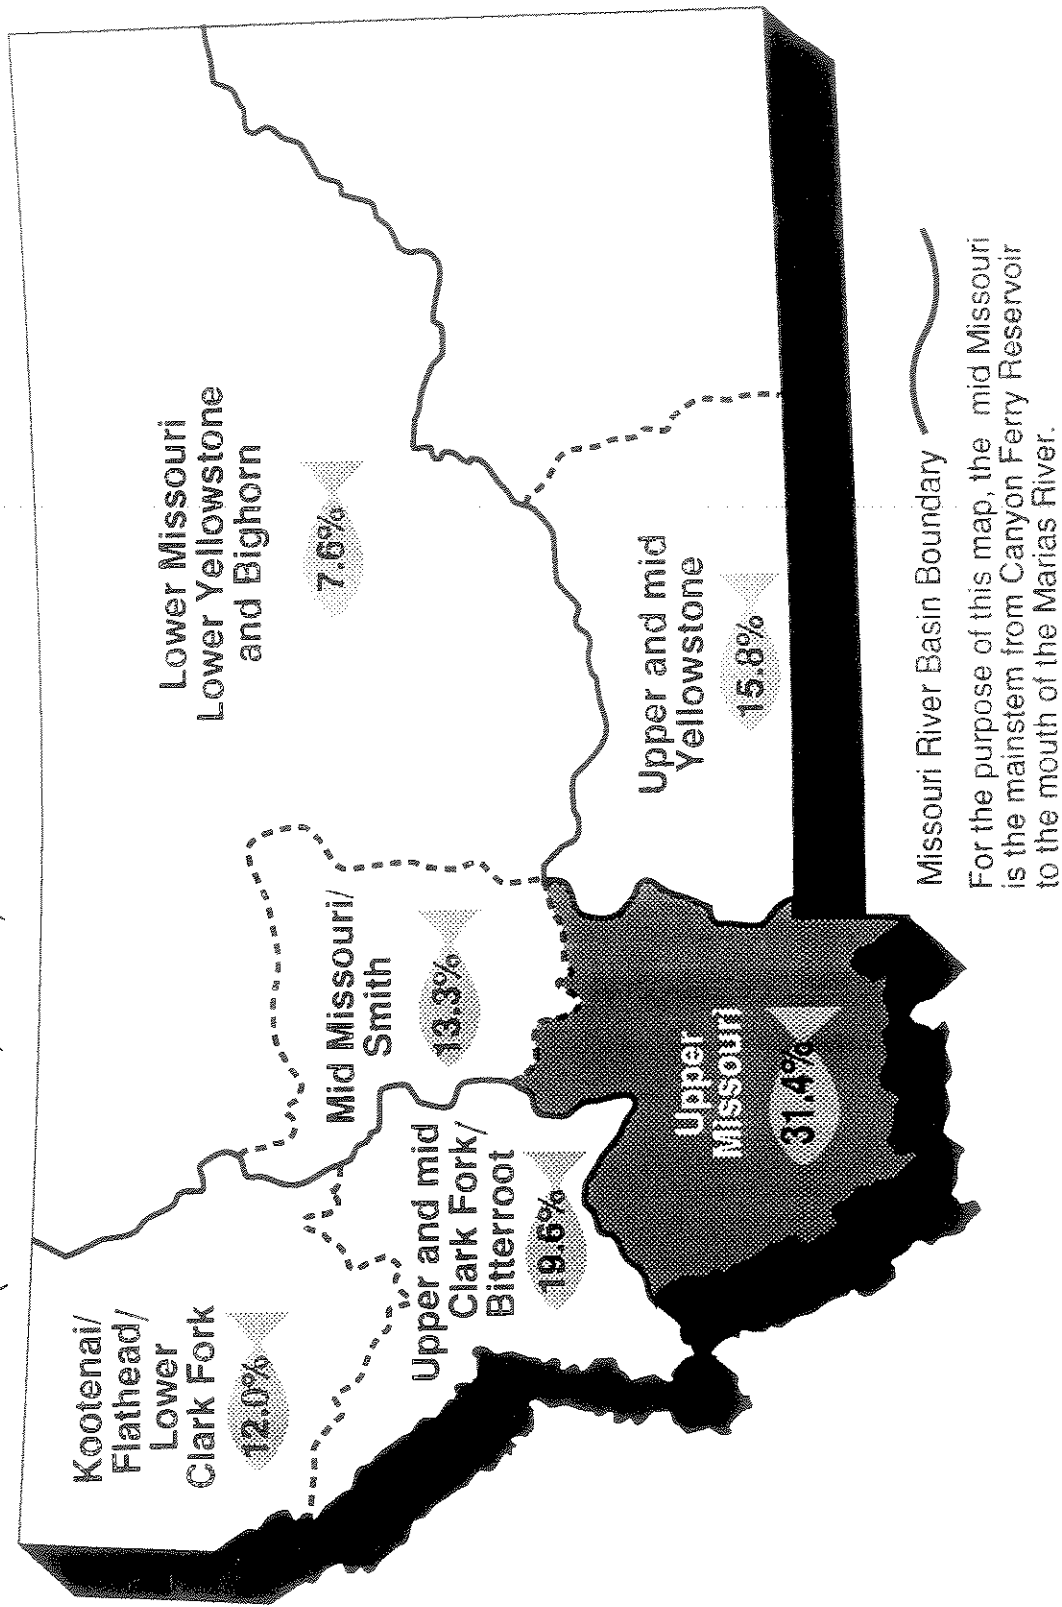 Kootenai/
Flathead/
Lower
Clark Fork
12.0%
Lower Missouri
Lower Yellowstone
and Bighorn
7.6%
Mid Missouri/
Smith
13.3%
Upper and mid
Clark Fork/
Bitterroot
19.6%
Upper
Missouri
31.4%
Upper and mid
Yellowstone
15.8%
Missouri River Basin Boundary
For the purpose of this map, the mid Missouri
is the mainstem from Canyon Ferry Reservoir
to the mouth of the Marias River.